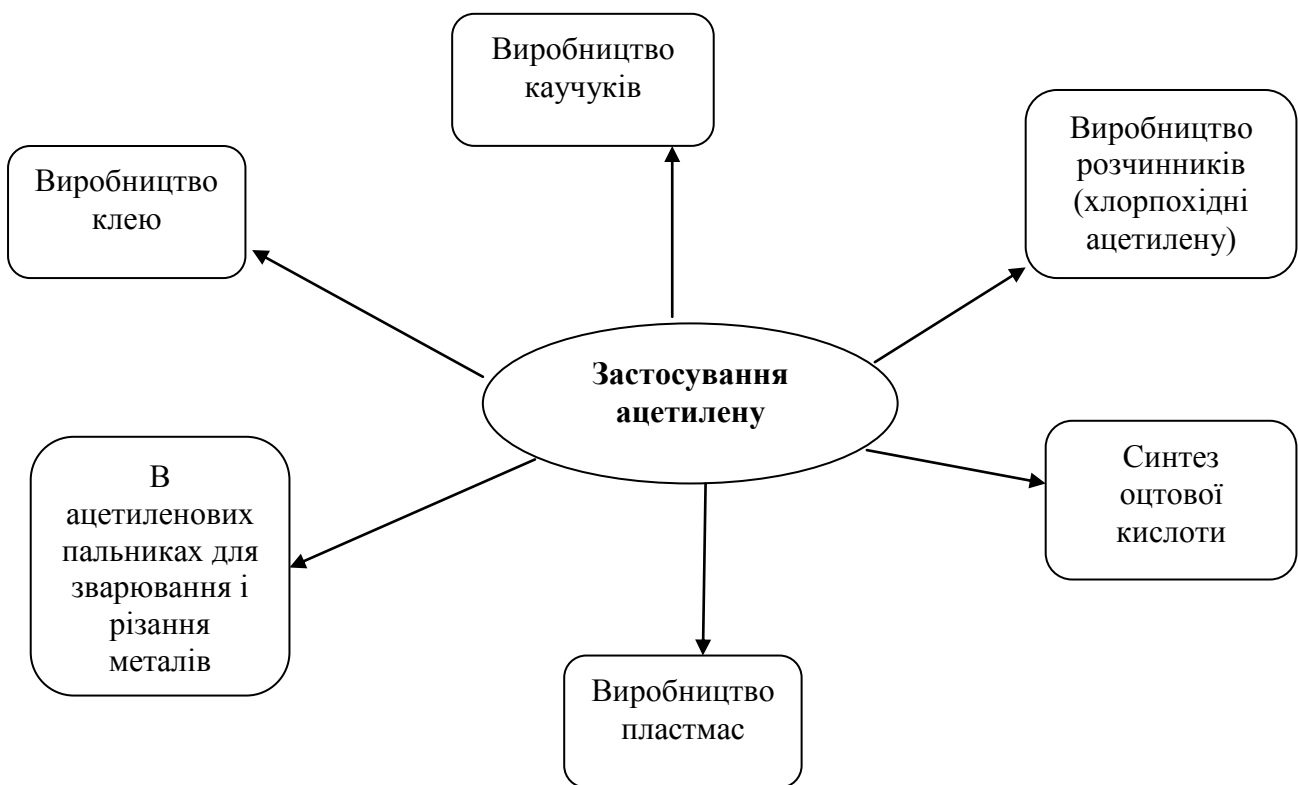 Виробництво
каучуків
Виробництво
розчинників
(хлорпохідні
ацетилену)
Виробництво
клею
Застосування
ацетилену
Синтез
оцтової
кислоти
В
ацетиленових
пальниках для
зварювання і
різання
металів
Виробництво
пластмас